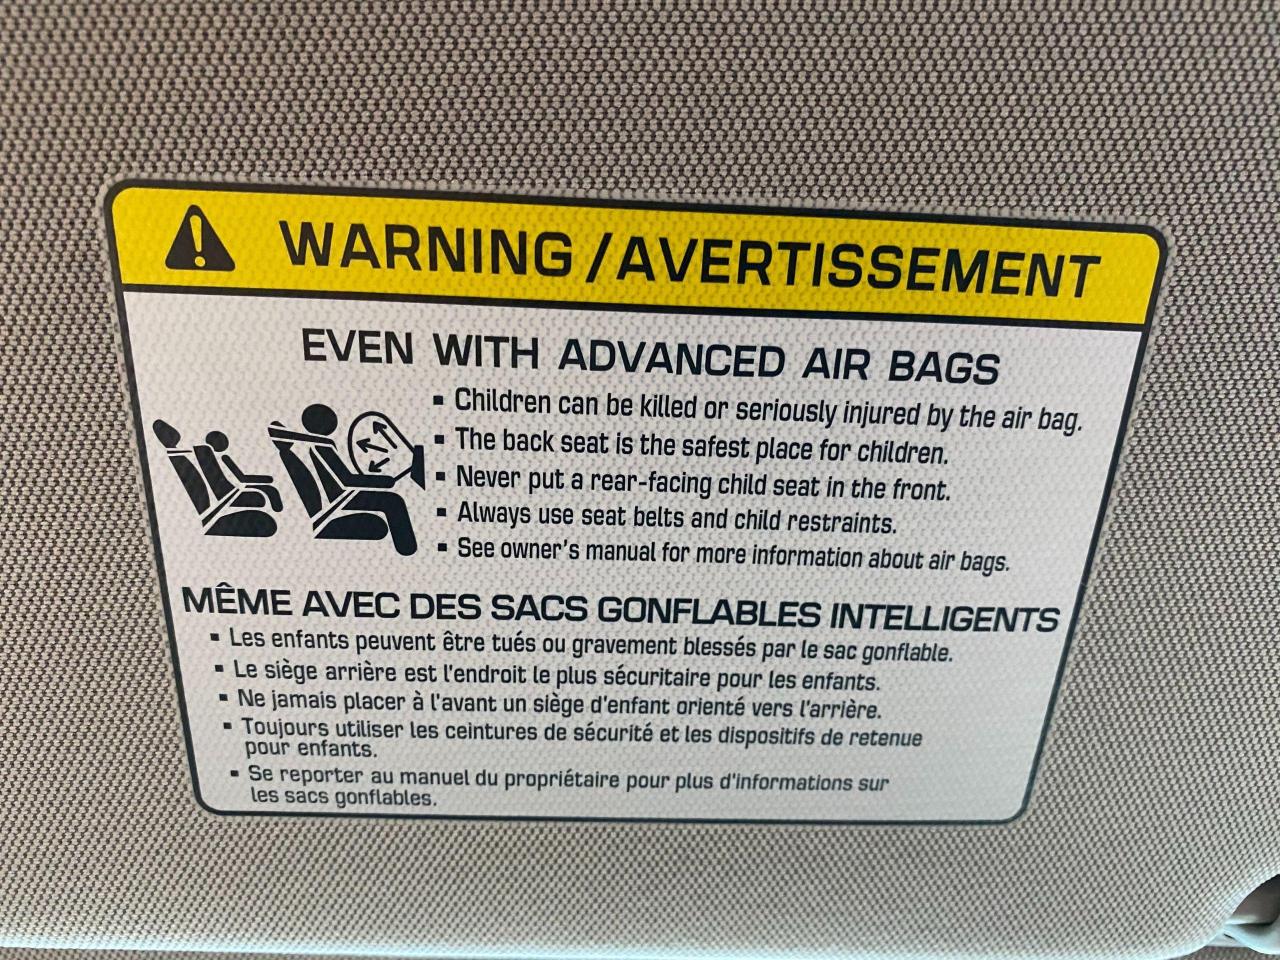 WARNING/AVERTISSEMENT
EVEN WITH ADVANCED AIR BAGS
▪ Children can be killed or seriously injured by the air bag.
▪ The back seat is the safest place for children.
▪ Never put a rear-facing child seat in the front.
▪ Always use seat belts and child restraints.
▪ See owner's manual for more information about air bags.
MÊME AVEC DES SACS GONFLABLES INTELLIGENTS
▪ Les enfants peuvent être tués ou gravement blessés par le sac gonflable.
▪ Le siège arrière est l'endroit le plus sécuritaire pour les enfants.
▪ Ne jamais placer à l'avant un siège d'enfant orienté vers l'arrière.
▪ Toujours utiliser les ceintures de sécurité et les dispositifs de retenue
pour enfants.
▪ Se reporter au manuel du propriétaire pour plus d'informations sur
les sacs gonflables.